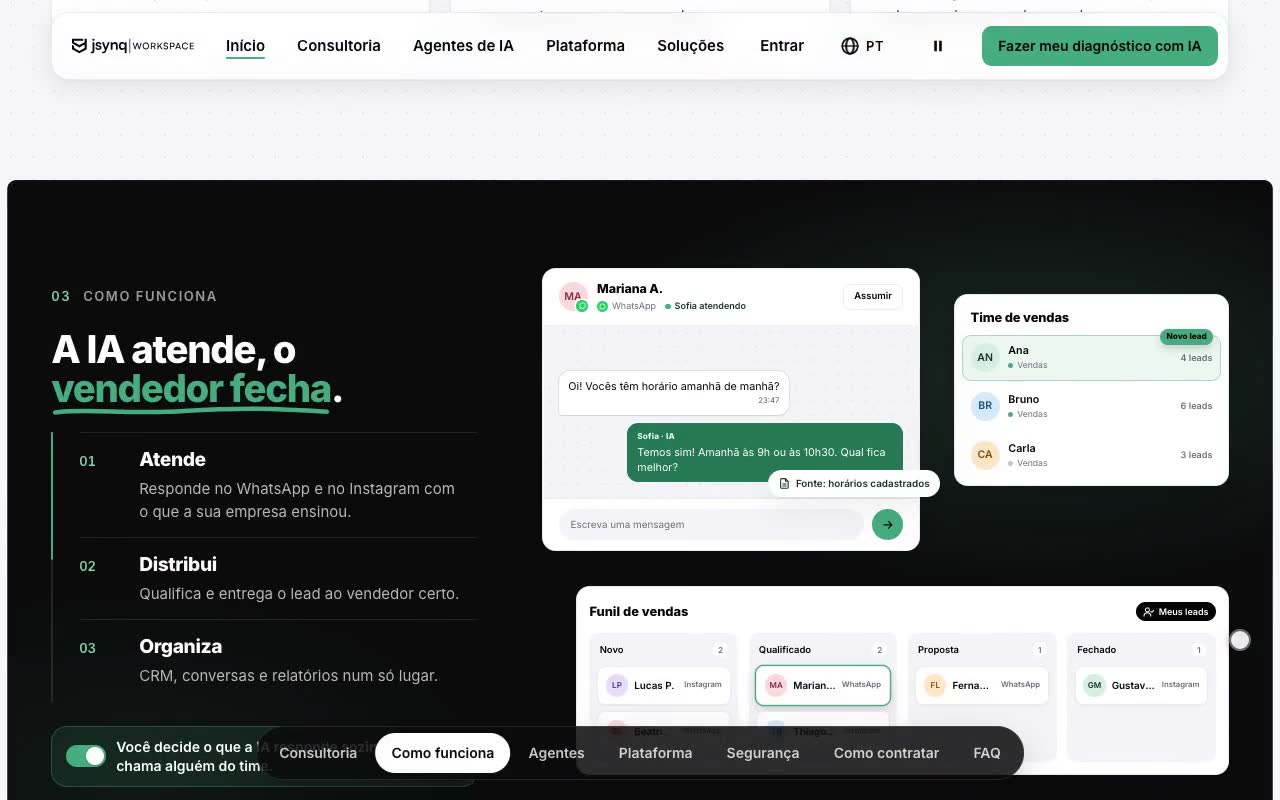 jsynq WORKSPACE
Início
Consultoria
Agentes de IA
Plataforma
Soluções
Entrar
PT
Fazer meu diagnóstico com IA
03 COMO FUNCIONA
A IA atende, o
vendedor fecha.
01
Atende
Responde no WhatsApp e no Instagram com
o que a sua empresa ensinou.
02
Distribui
Qualifica e entrega o lead ao vendedor certo.
03
Organiza
CRM, conversas e relatórios num só lugar.
Você decide o que a IA responde
chama alguém do time.
MA
Mariana A.
WhatsApp
Sofia atendendo
Assumir
Oi! Vocês têm horário amanhã de manhã?
23:47
Sofia · IA
Temos sim! Amanhã às 9h ou às 10h30. Qual fica
melhor?
Fonte: horários cadastrados
Escreva uma mensagem
Time de vendas
Novo lead
AN
Ana
Vendas
4 leads
BR
Bruno
Vendas
6 leads
CA
Carla
Vendas
3 leads
Funil de vendas
Meus leads
Novo 2
LP Lucas P. Instagram
Beatri...
Qualificado 2
MA Marian... WhatsApp
Thiago... Instagram
Proposta 1
FL Ferna... WhatsApp
Fechado 1
GM Gustav... Instagram
Consultoria
Como funciona
Agentes
Plataforma
Segurança
Como contratar
FAQ